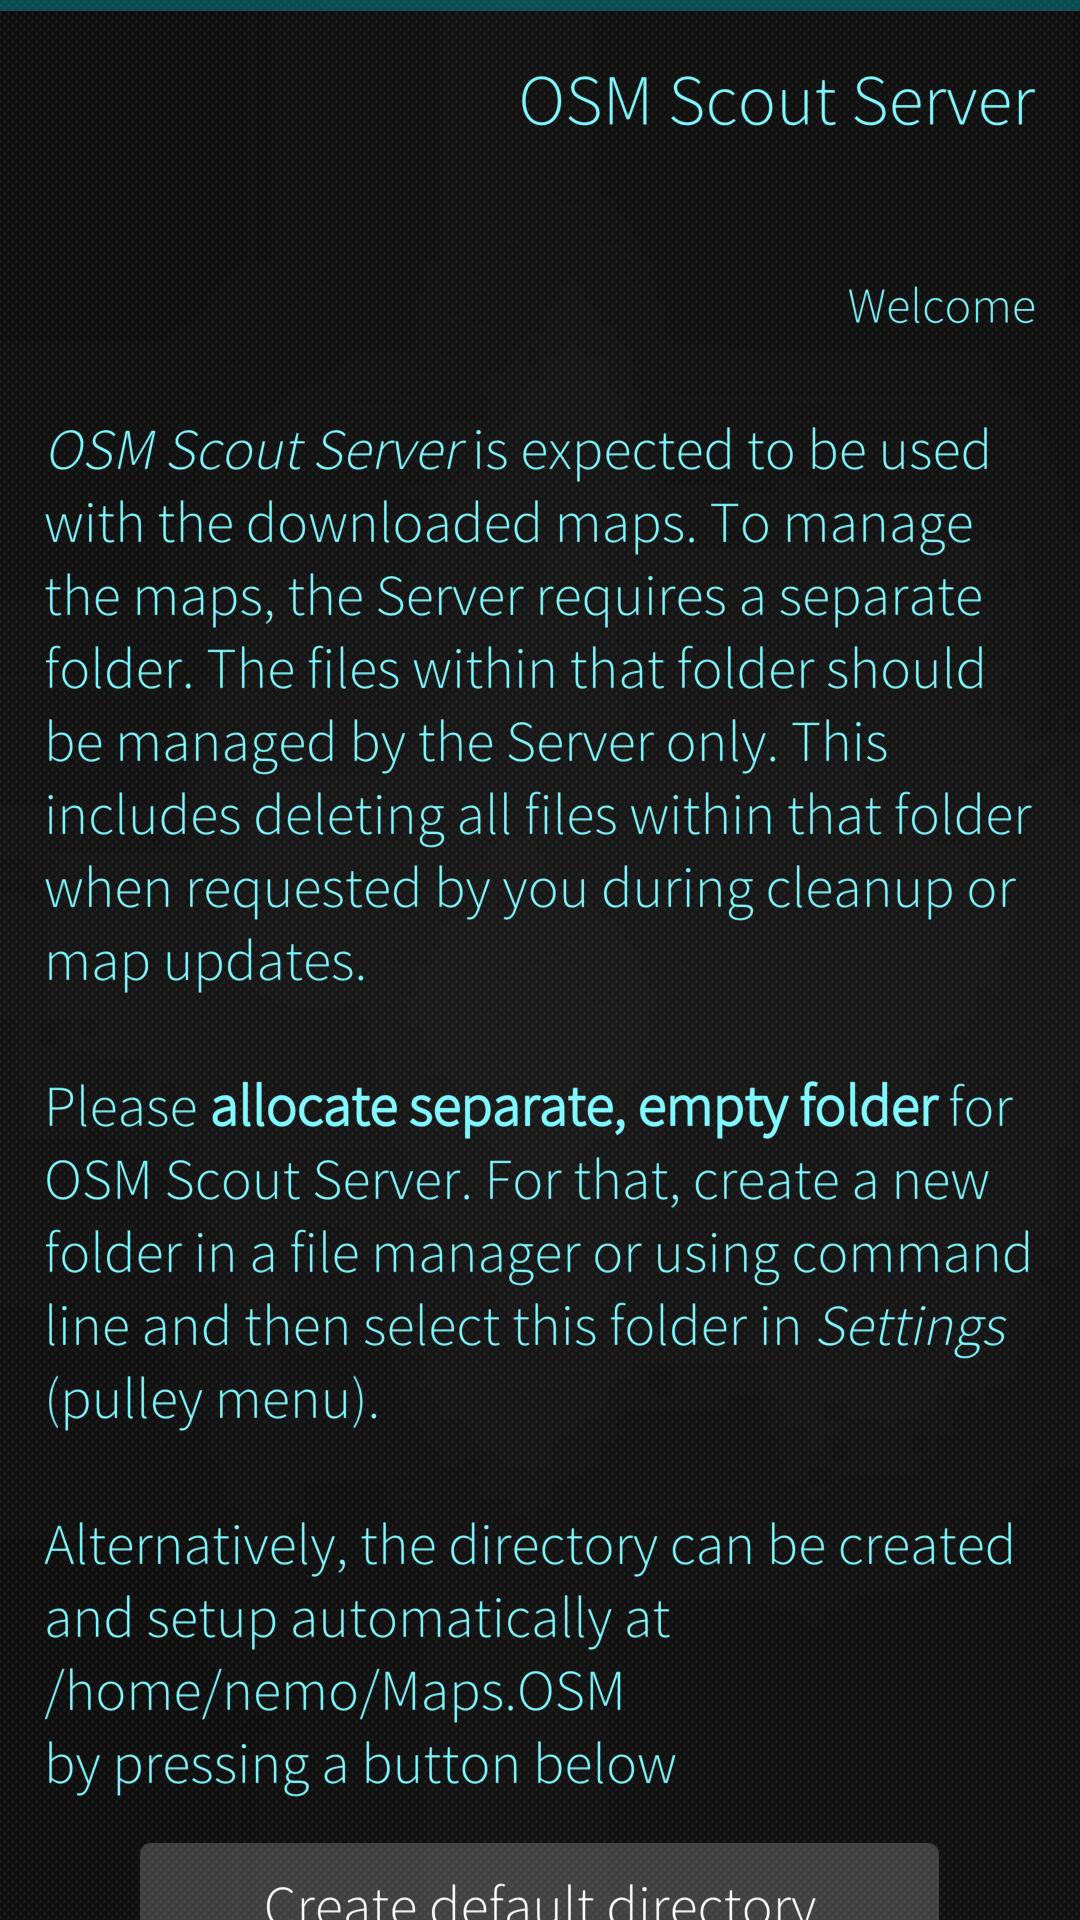 OSM Scout Server
Welcome
OSM Scout Server is expected to be used
with the downloaded maps. To manage
the maps, the Server requires a separate
folder. The files within that folder should
be managed by the Server only. This
includes deleting all files within that folder
when requested by you during cleanup or
map updates.
Please allocate separate, empty folder for
OSM Scout Server. For that, create a new
folder in a file manager or using command
line and then select this folder in Settings
(pulley menu).
Alternatively, the directory can be created
and setup automatically at
/home/nemo/Maps.OSM
by pressing a button below
Create default directory